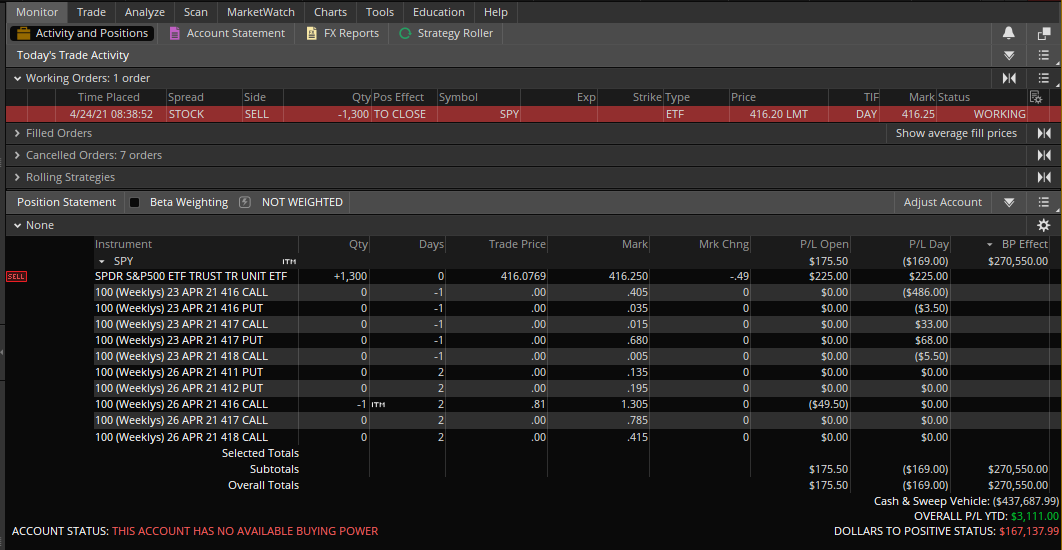 Monitor Trade Analyze Scan MarketWatch Charts Tools Education Help
Activity and Positions Account Statement FX Reports Strategy Roller
Today's Trade Activity
Working Orders: 1 order
Time Placed Spread Side Qty Pos Effect Symbol Exp Strike Type Price TIF Mark Status
4/24/21 08:38:52 STOCK SELL -1,300 TO CLOSE SPY ETF 416.20 LMT DAY 416.25 WORKING
Filled Orders Show average fill prices
Cancelled Orders: 7 orders
Rolling Strategies
Position Statement Beta Weighting NOT WEIGHTED Adjust Account
None
Instrument Qty Days Trade Price Mark Mrk Chng P/L Open P/L Day BP Effect
SPY ITM $175.50 ($169.00) $270,550.00
SELL SPDR S&P500 ETF TRUST TR UNIT ETF +1,300 0 416.0769 416.250 -.49 $225.00 $225.00
100 (Weeklys) 23 APR 21 416 CALL 0 -1 .00 .405 0 $0.00 ($486.00)
100 (Weeklys) 23 APR 21 416 PUT 0 -1 .00 .035 0 $0.00 ($3.50)
100 (Weeklys) 23 APR 21 417 CALL 0 -1 .00 .015 0 $0.00 $33.00
100 (Weeklys) 23 APR 21 417 PUT 0 -1 .00 .680 0 $0.00 $68.00
100 (Weeklys) 23 APR 21 418 CALL 0 -1 .00 .005 0 $0.00 ($5.50)
100 (Weeklys) 26 APR 21 411 PUT 0 2 .00 .135 0 $0.00 $0.00
100 (Weeklys) 26 APR 21 412 PUT 0 2 .00 .195 0 $0.00 $0.00
100 (Weeklys) 26 APR 21 416 CALL -1 ITM 2 .81 1.305 0 ($49.50) $0.00
100 (Weeklys) 26 APR 21 417 CALL 0 2 .00 .785 0 $0.00 $0.00
100 (Weeklys) 26 APR 21 418 CALL 0 2 .00 .415 0 $0.00 $0.00
Selected Totals
Subtotals $175.50 ($169.00) $270,550.00
Overall Totals $175.50 ($169.00) $270,550.00
Cash & Sweep Vehicle: ($437,687.99)
OVERALL P/L YTD: $3,111.00
ACCOUNT STATUS: THIS ACCOUNT HAS NO AVAILABLE BUYING POWER DOLLARS TO POSITIVE STATUS: $167,137.99